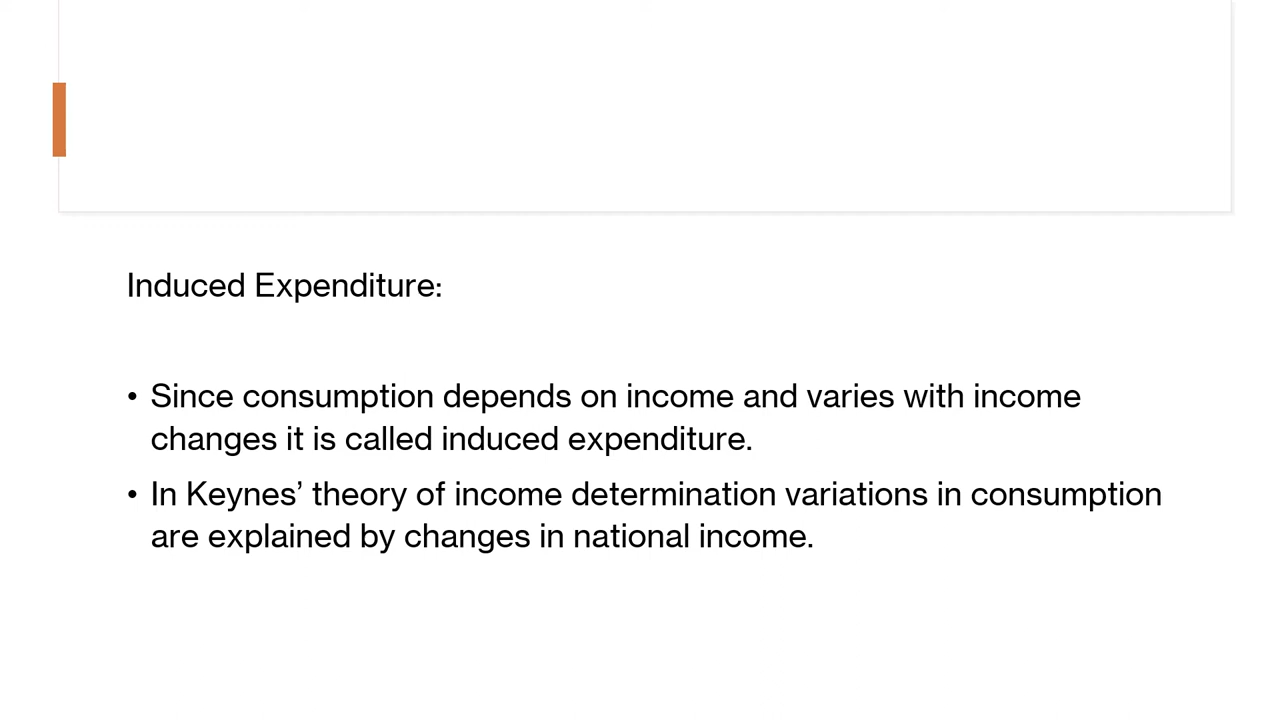 Induced Expenditure:
• Since consumption depends on income and varies with income
changes it is called induced expenditure.
• In Keynes’ theory of income determination variations in consumption
are explained by changes in national income.